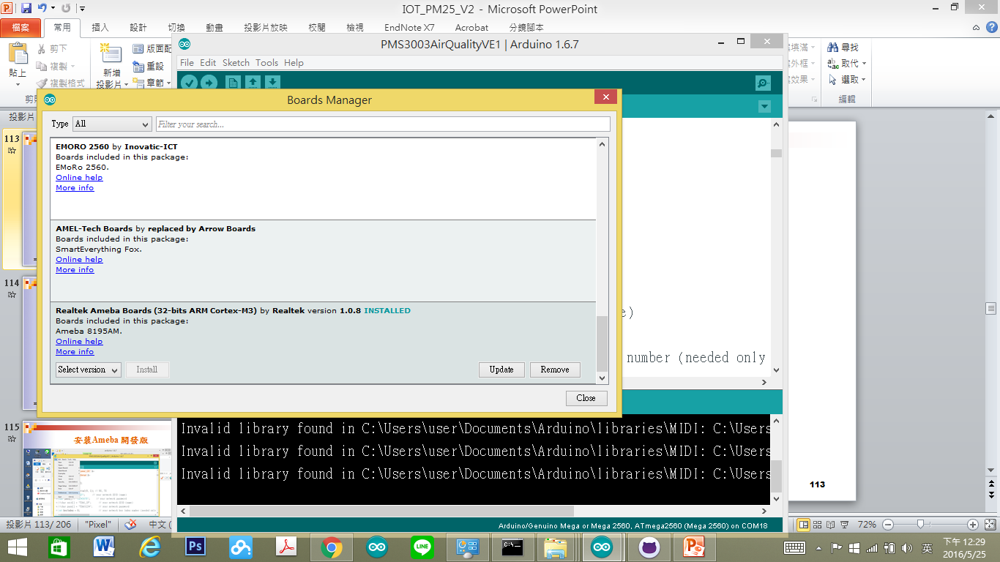 IOT_PM25_V2 - Microsoft PowerPoint
檔案
常用
插入
設計
切換
動畫
投影片放映
校閱
檢視
EndNote X7
Acrobat
分鏡腳本
貼上
剪下
複製
複製格式
新增
投影片
版面配
重設
章節
尋找
取代
選取
編輯
PMS3003AirQualityVE1 | Arduino 1.6.7
File Edit Sketch Tools Help
Boards Manager
Type All Filter your search...
EMORO 2560 by Inovatic-ICT
Boards included in this package:
EMoRo 2560.
Online help
More info
AMEL-Tech Boards by replaced by Arrow Boards
Boards included in this package:
SmartEverything Fox.
Online help
More info
Realtek Ameba Boards (32-bits ARM Cortex-M3) by Realtek version 1.0.8 INSTALLED
Boards included in this package:
Ameba 8195AM.
Online help
More info
Select version Install Update Remove
Close
e)
number (needed only
Invalid library found in C:\Users\user\Documents\Arduino\libraries\MIDI: C:\Users
Invalid library found in C:\Users\user\Documents\Arduino\libraries\MIDI: C:\Users
Invalid library found in C:\Users\user\Documents\Arduino\libraries\MIDI: C:\Users
Arduino/Genuino Mega or Mega 2560, ATmega2560 (Mega 2560) on COM18
投影片
113
114
115
安裝Ameba 開發版
113
投影片 113/ 206
"Pixel"
中文 (
72%
英
下午 12:29
2016/5/25